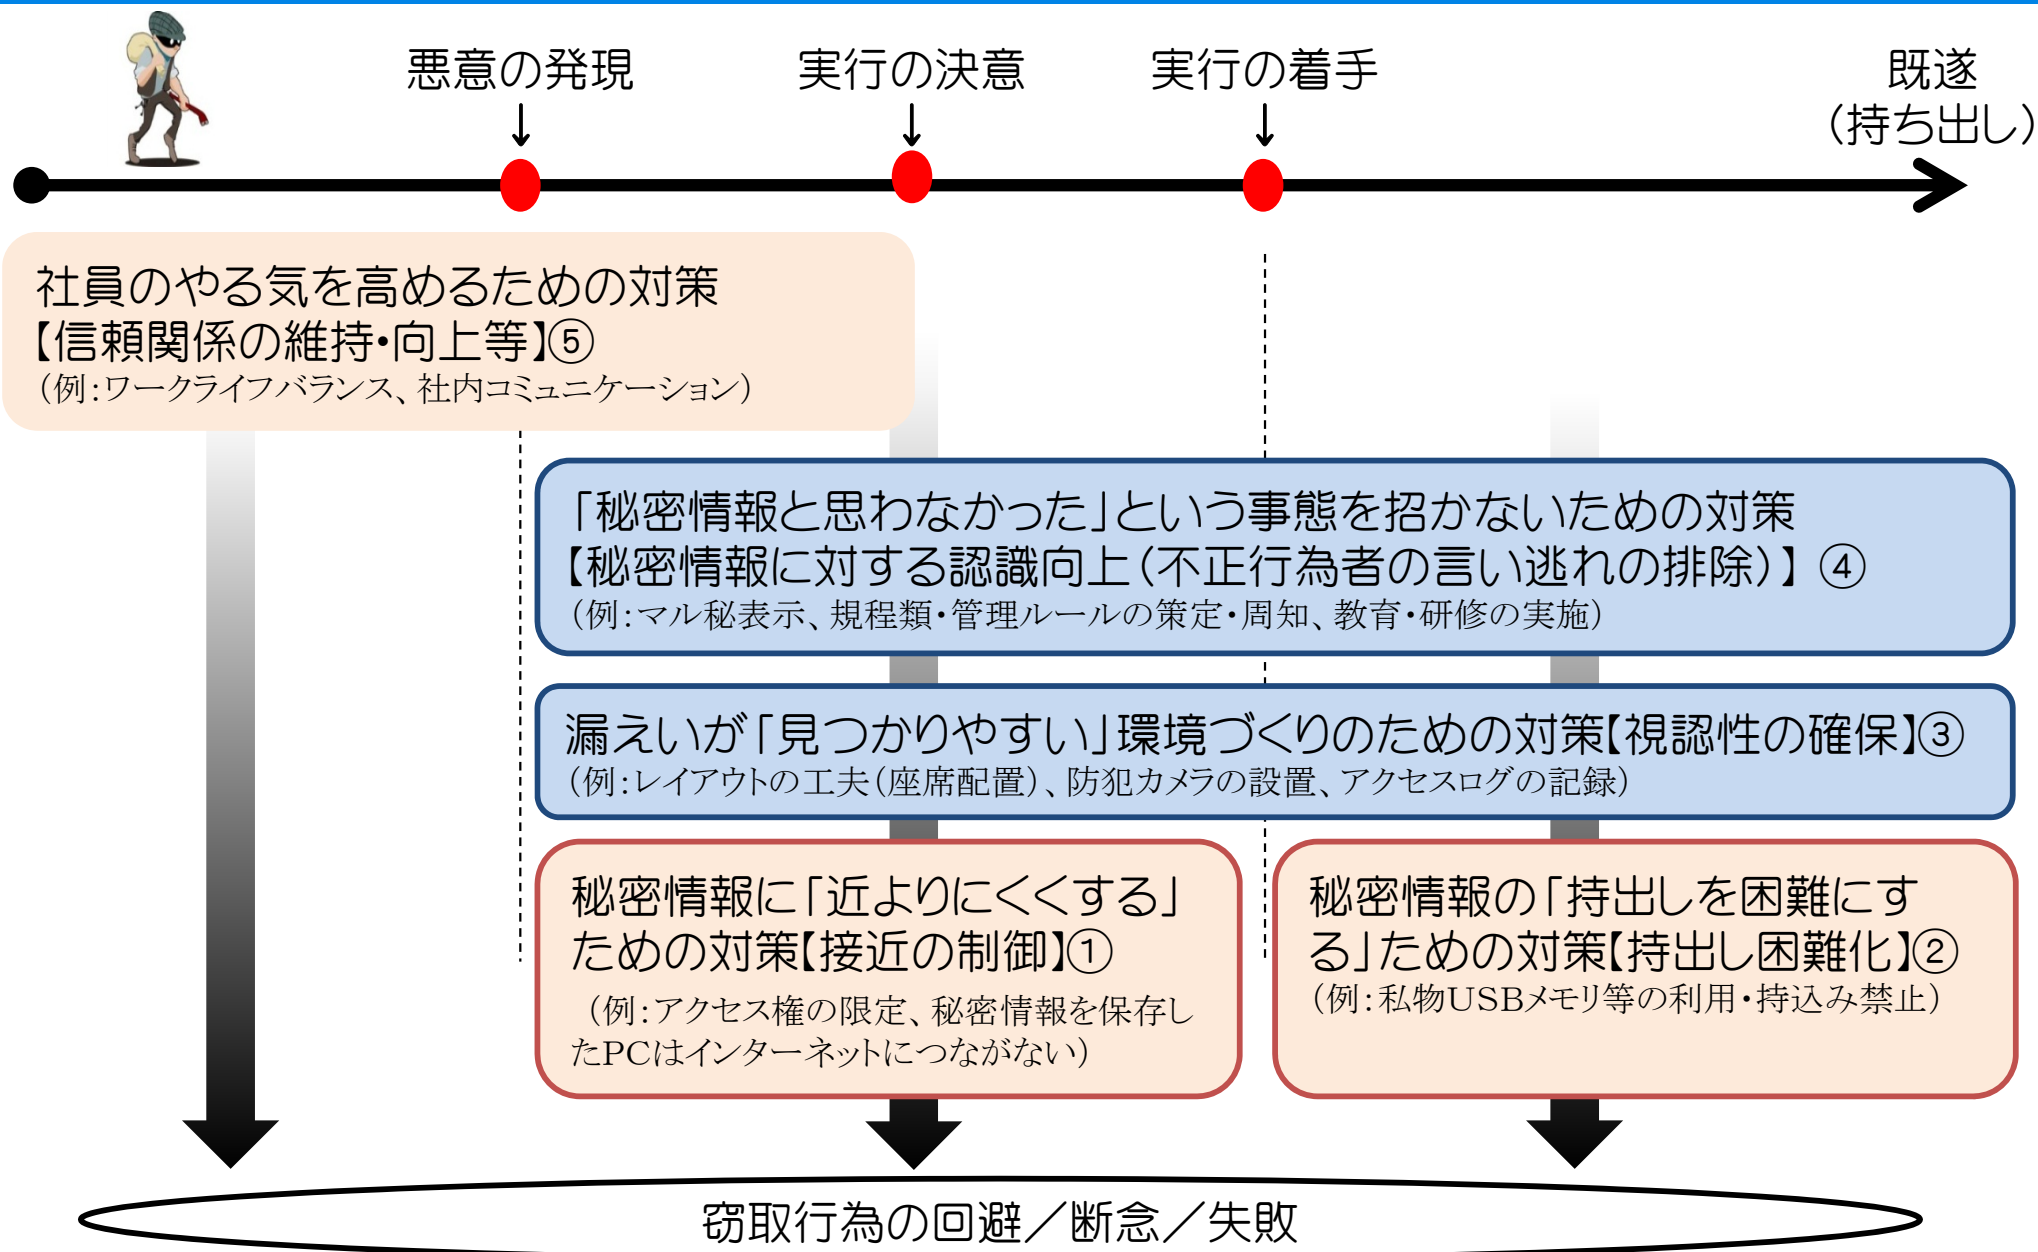 悪意の発現
実行の決意
実行の着手
既遂
（持ち出し）
社員のやる気を高めるための対策
【信頼関係の維持・向上等】⑤
（例：ワークライフバランス、社内コミュニケーション）
「秘密情報と思わなかった」という事態を招かないための対策
【秘密情報に対する認識向上（不正行為者の言い逃れの排除）】④
（例：マル秘表示、規程類・管理ルールの策定・周知、教育・研修の実施）
漏えいが「見つかりやすい」環境づくりのための対策【視認性の確保】③
（例：レイアウトの工夫（座席配置）、防犯カメラの設置、アクセスログの記録）
秘密情報に「近よりにくくする」
ための対策【接近の制御】①
（例：アクセス権の限定、秘密情報を保存し
たPCはインターネットにつながない）
秘密情報の「持出しを困難にす
る」ための対策【持出し困難化】②
（例：私物USBメモリ等の利用・持込み禁止）
窃取行為の回避／断念／失敗